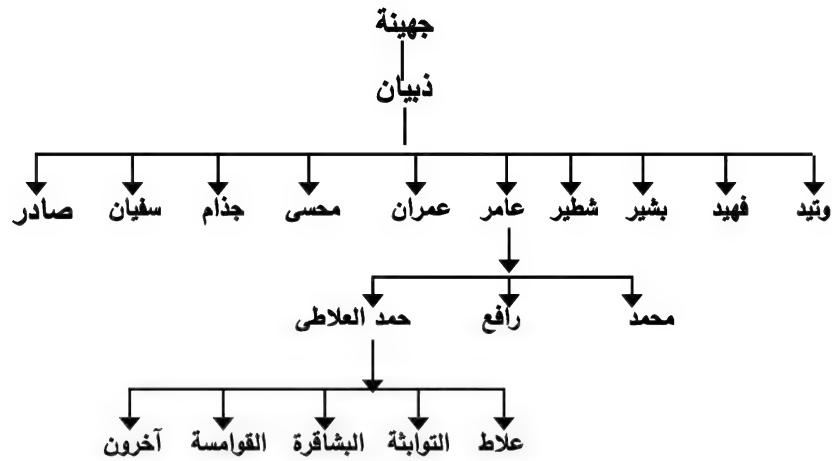 جهينة
ذبيان
وتيد فهيد بشير شطير عامر عمران محسى جذام سفيان صادر
محمد رافع حمد العلاطى
علاط التوابثة البشاقرة القوامسة آخرون